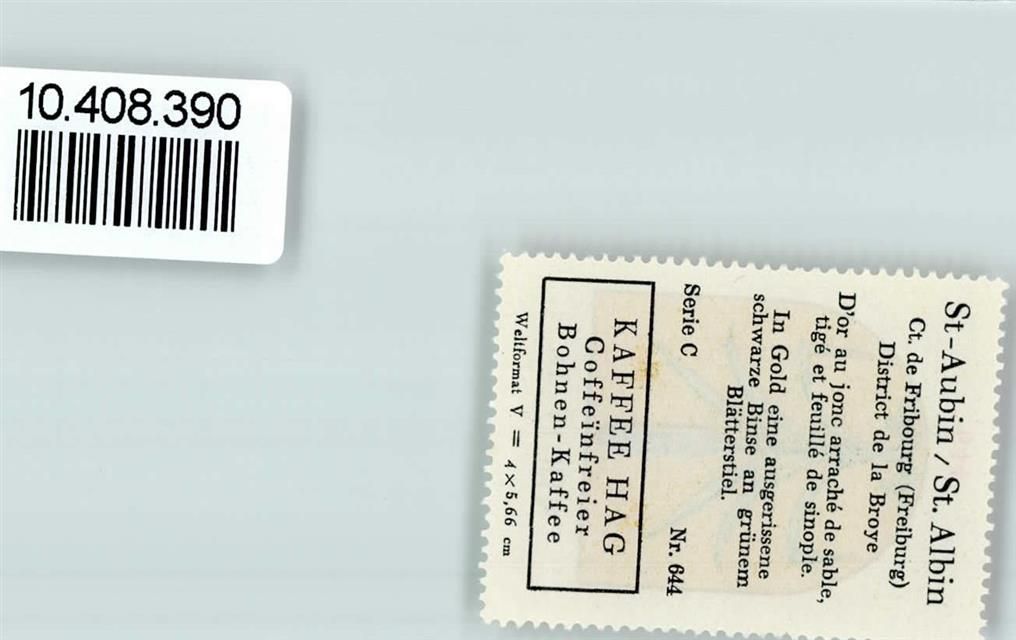 10.408.390
St-Aubin / St. Albin
Ct. de Fribourg (Freiburg)
District de la Broye
D'or au jonc arraché de sable,
tigé et feuillé de sinople.
In Gold eine ausgerissene
schwarze Binse an grünem
Blätterstiel.
Serie C Nr. 644
KAFFEE HAG
Coffeïnfreier
Bohnen-Kaffee
Weltformat V = 4 × 5,66 cm